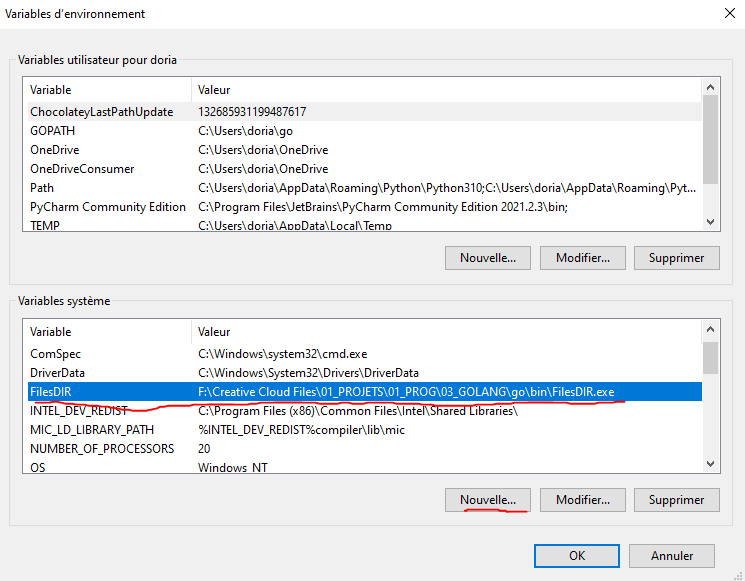 Variables d'environnement
Variables utilisateur pour doria
Variable Valeur
ChocolateyLastPathUpdate 132685931199487617
GOPATH C:\Users\doria\go
OneDrive C:\Users\doria\OneDrive
OneDriveConsumer C:\Users\doria\OneDrive
Path C:\Users\doria\AppData\Roaming\Python\Python310;C:\Users\doria\AppData\Roaming\Pyt...
PyCharm Community Edition C:\Program Files\JetBrains\PyCharm Community Edition 2021.2.3\bin;
TEMP C:\Users\doria\AppData\Local\Temp
Nouvelle... Modifier... Supprimer
Variables système
Variable Valeur
ComSpec C:\Windows\system32\cmd.exe
DriverData C:\Windows\System32\Drivers\DriverData
FilesDIR F:\Creative Cloud Files\01_PROJETS\01_PROG\03_GOLANG\go\bin\FilesDIR.exe
INTEL_DEV_REDIST C:\Program Files (x86)\Common Files\Intel\Shared Libraries\
MIC_LD_LIBRARY_PATH %INTEL_DEV_REDIST%compiler\lib\mic
NUMBER_OF_PROCESSORS 20
OS Windows_NT
Nouvelle... Modifier... Supprimer
OK Annuler